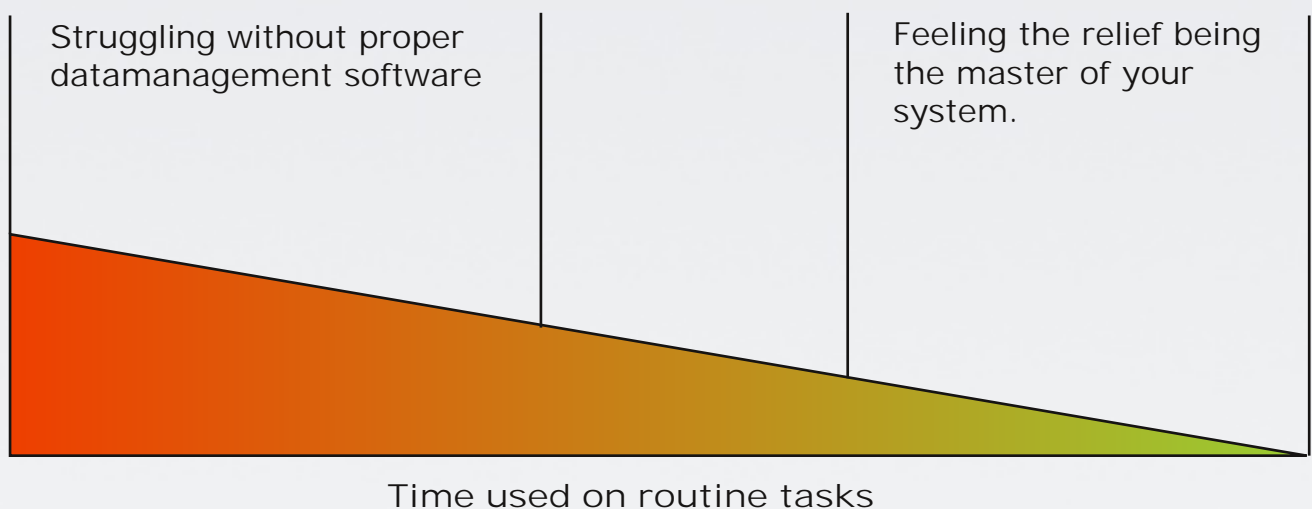 Struggling without proper
datamanagement software
Feeling the relief being
the master of your
system.
Time used on routine tasks